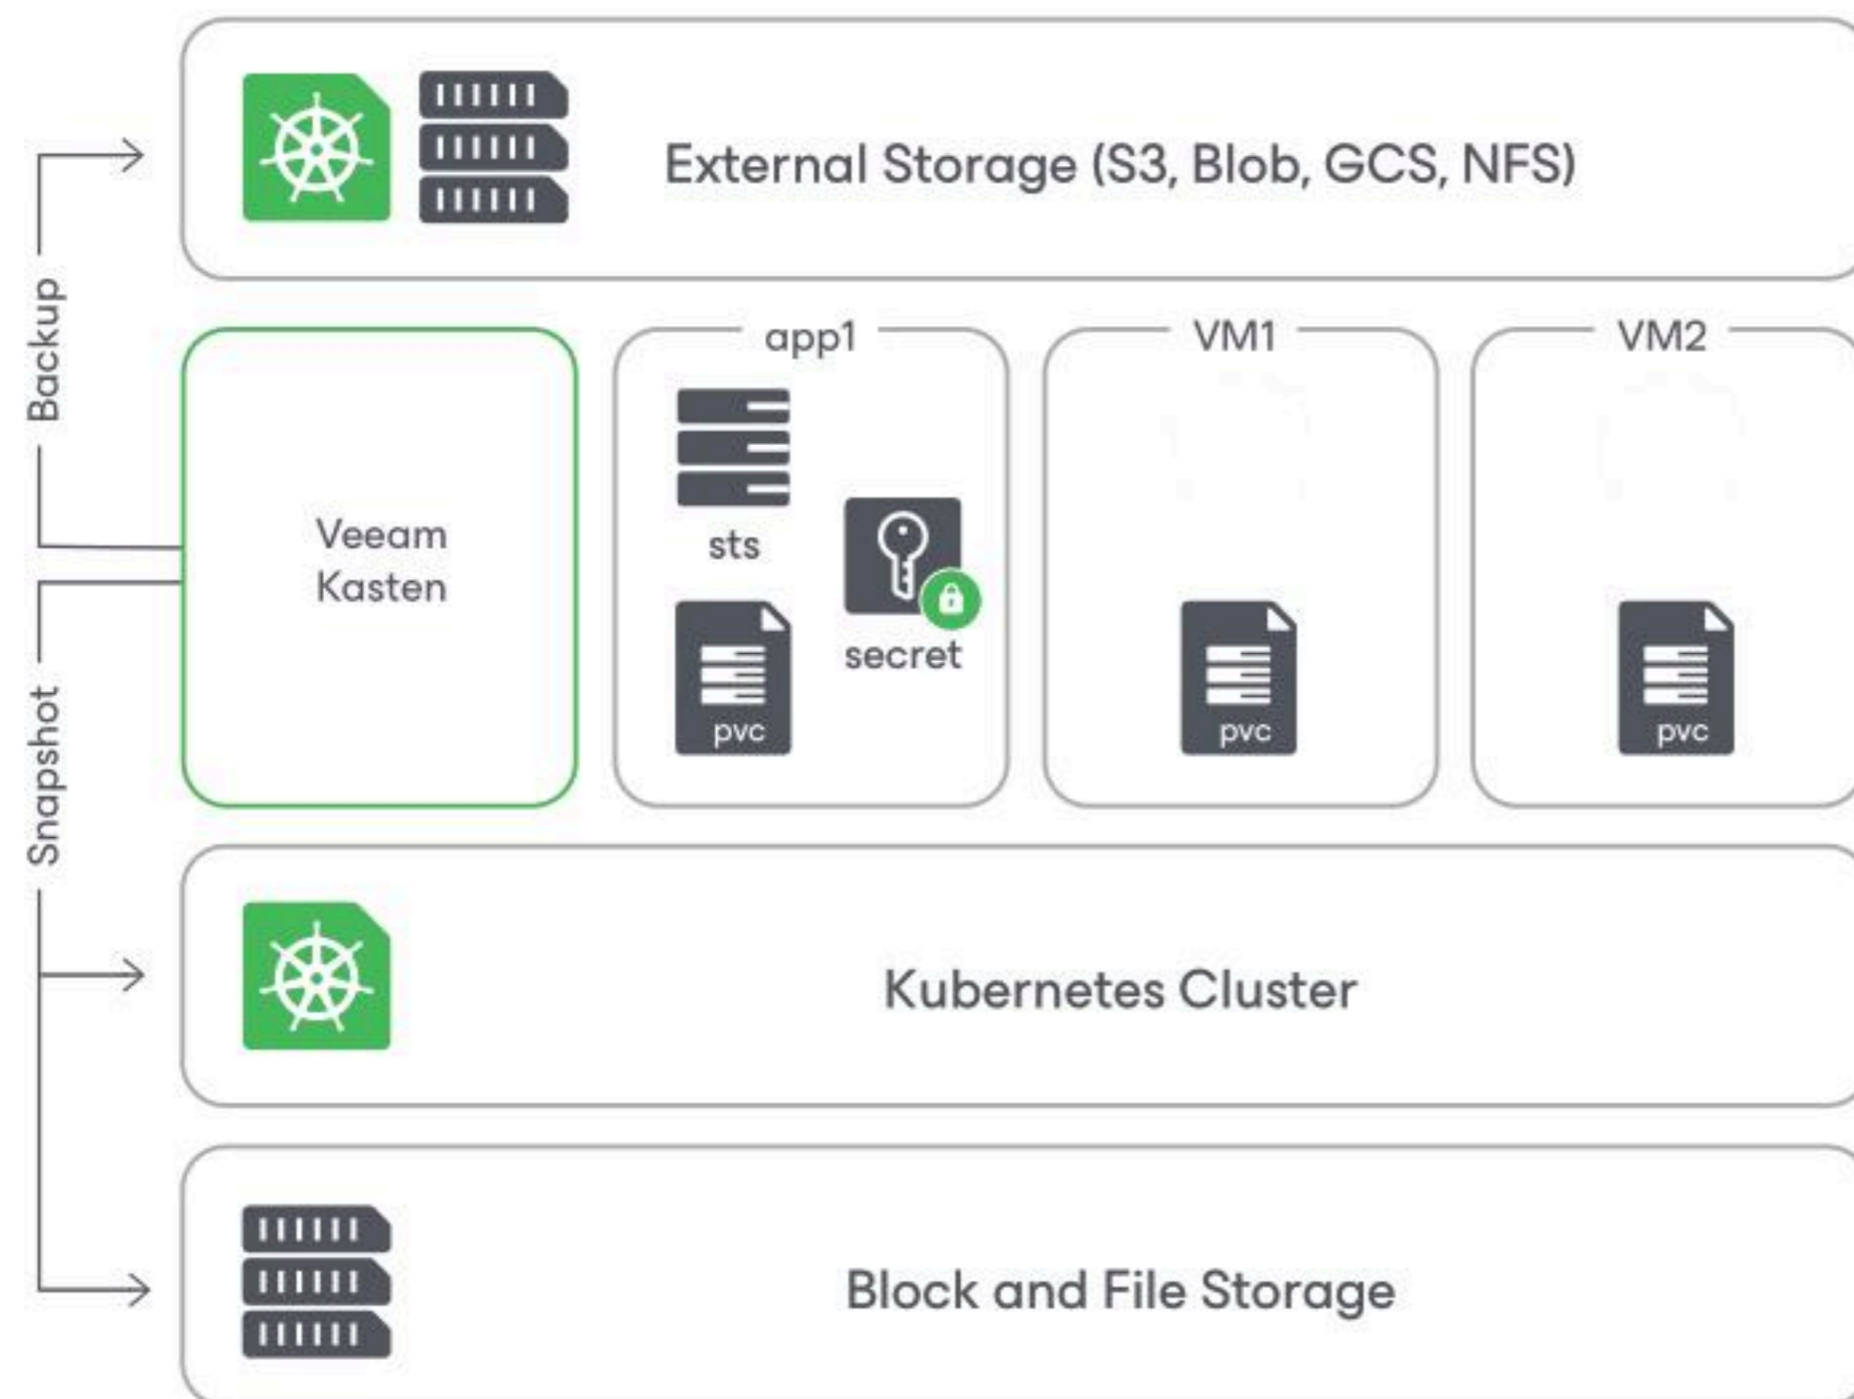 External Storage (S3, Blob, GCS, NFS)
Backup
Snapshot
Veeam
Kasten
app1
sts
secret
pvc
VM1
pvc
VM2
pvc
Kubernetes Cluster
Block and File Storage